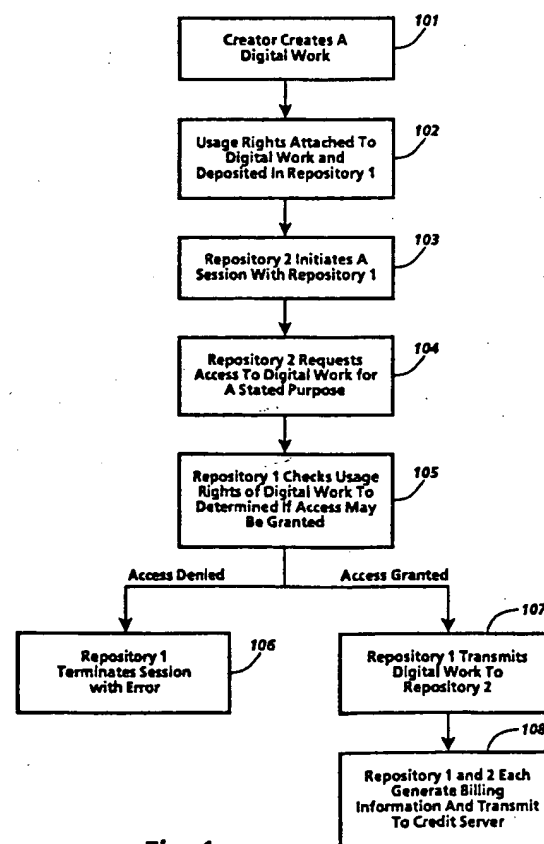 101
Creator Creates A
Digital Work
102
Usage Rights Attached To
Digital Work and
Deposited In Repository 1
103
Repository 2 Initiates A
Session With Repository 1
104
Repository 2 Requests
Access To Digital Work for
A Stated Purpose
105
Repository 1 Checks Usage
Rights of Digital Work To
Determined If Access May
Be Granted
Access Denied
Access Granted
106
Repository 1
Terminates Session
with Error
107
Repository 1 Transmits
Digital Work To
Repository 2
108
Repository 1 and 2 Each
Generate Billing
Information And Transmit
To Credit Server